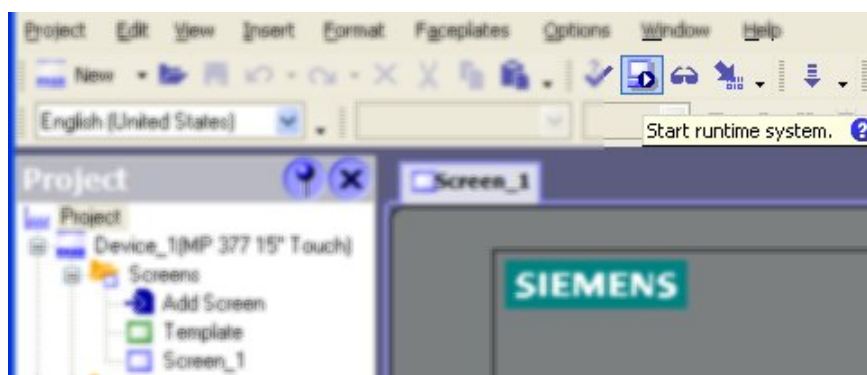 Project Edit View Insert Format Faceplates Options Window Help
New
English (United States)
Start runtime system.
Project
Screen_1
Project
Device_1(MP 377 15" Touch)
Screens
Add Screen
Template
Screen_1
SIEMENS